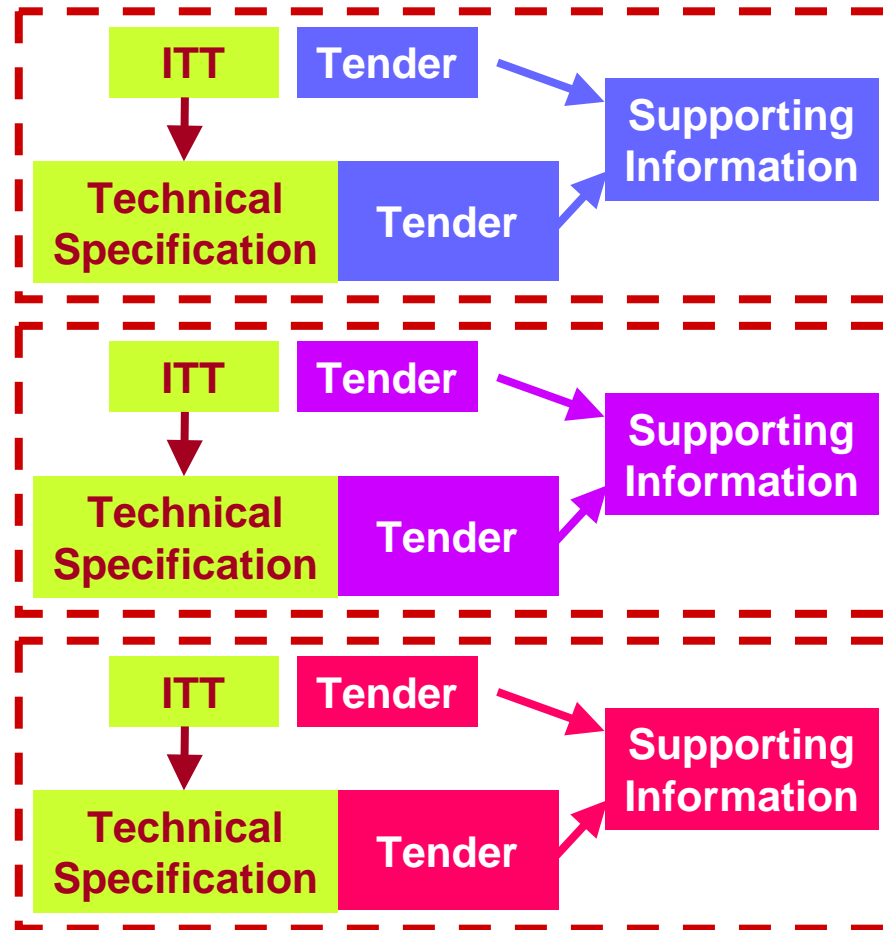 ITT
Tender
Supporting
Information
Technical
Specification
Tender
ITT
Tender
Supporting
Information
Technical
Specification
Tender
ITT
Tender
Supporting
Information
Technical
Specification
Tender